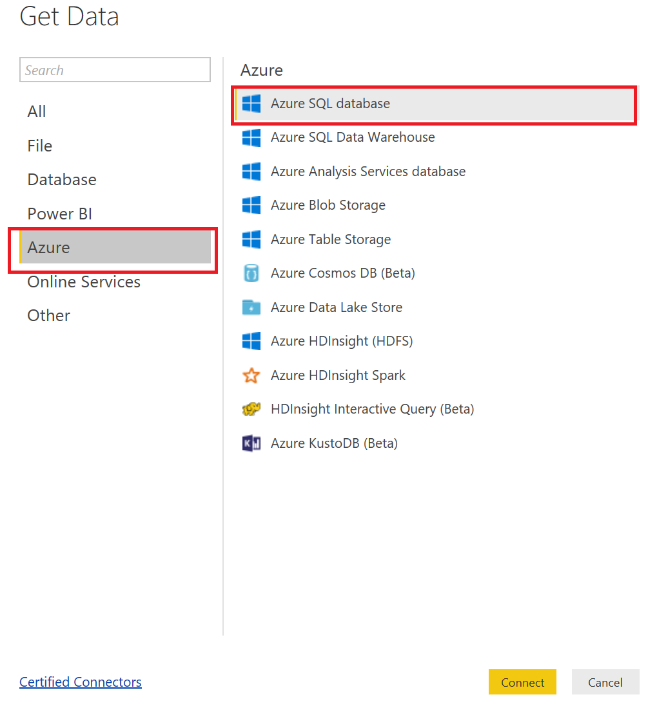 Get Data
Search
All
File
Database
Power BI
Azure
Online Services
Other
Azure
Azure SQL database
Azure SQL Data Warehouse
Azure Analysis Services database
Azure Blob Storage
Azure Table Storage
Azure Cosmos DB (Beta)
Azure Data Lake Store
Azure HDInsight (HDFS)
Azure HDInsight Spark
HDInsight Interactive Query (Beta)
Azure KustoDB (Beta)
Certified Connectors
Connect
Cancel